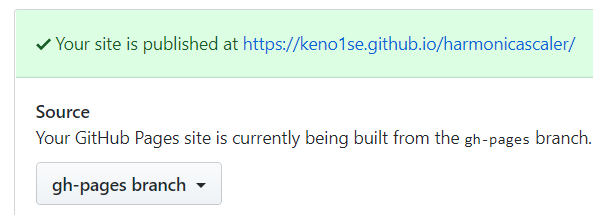 Your site is published at https://keno1se.github.io/harmonicascaler/
Source
Your GitHub Pages site is currently being built from the gh-pages branch.
gh-pages branch